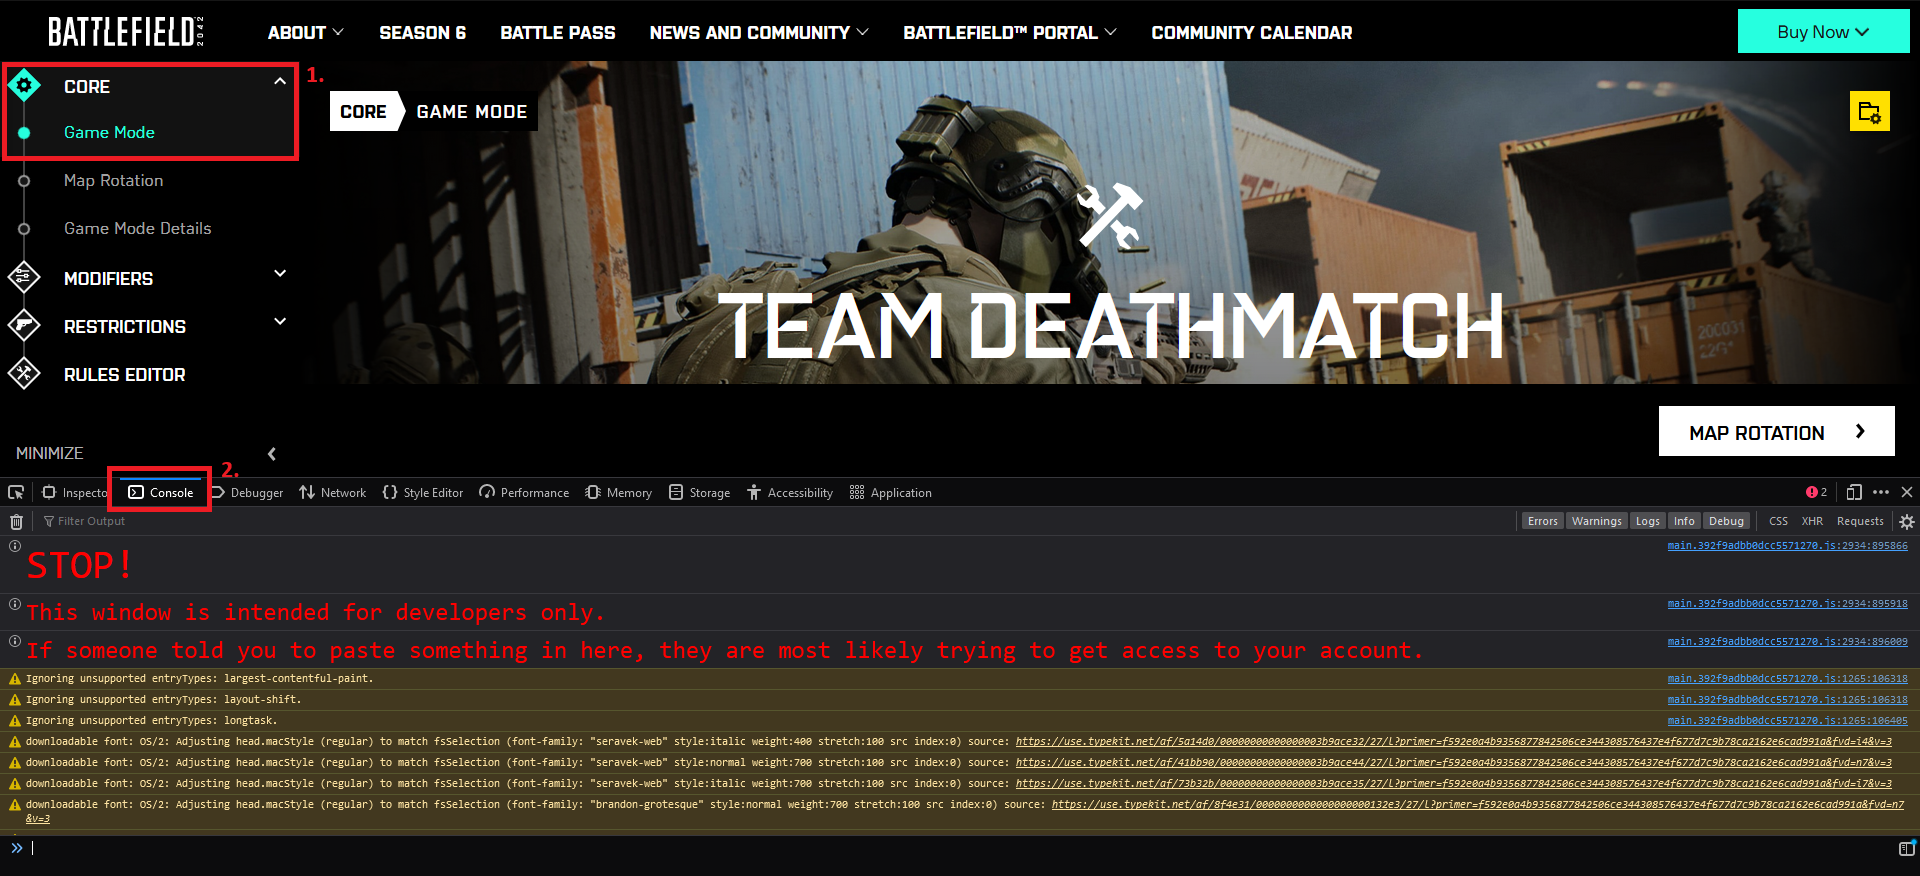 BATTLEFIELD 2042
ABOUT
SEASON 6
BATTLE PASS
NEWS AND COMMUNITY
BATTLEFIELD™ PORTAL
COMMUNITY CALENDAR
Buy Now
CORE
1.
Game Mode
Map Rotation
Game Mode Details
MODIFIERS
RESTRICTIONS
RULES EDITOR
MINIMIZE
CORE
GAME MODE
TEAM DEATHMATCH
MAP ROTATION
2.
Inspecto
Console
Debugger
Network
Style Editor
Performance
Memory
Storage
Accessibility
Application
2
Filter Output
Errors
Warnings
Logs
Info
Debug
CSS
XHR
Requests
STOP!
main.392f9adbb0dcc5571270.js:2934:895866
This window is intended for developers only.
main.392f9adbb0dcc5571270.js:2934:895918
If someone told you to paste something in here, they are most likely trying to get access to your account.
main.392f9adbb0dcc5571270.js:2934:896009
Ignoring unsupported entryTypes: largest-contentful-paint.
main.392f9adbb0dcc5571270.js:1265:106318
Ignoring unsupported entryTypes: layout-shift.
main.392f9adbb0dcc5571270.js:1265:106318
Ignoring unsupported entryTypes: longtask.
main.392f9adbb0dcc5571270.js:1265:106405
downloadable font: OS/2: Adjusting head.macStyle (regular) to match fsSelection (font-family: "seravek-web" style:italic weight:400 stretch:100 src index:0) source: https://use.typekit.net/af/5a14d0/00000000000000003b9ace32/27/l?primer=f592e0a4b9356877842506ce344308576437e4f677d7c9b78ca2162e6cad991a&fvd=i4&v=3
downloadable font: OS/2: Adjusting head.macStyle (regular) to match fsSelection (font-family: "seravek-web" style:normal weight:700 stretch:100 src index:0) source: https://use.typekit.net/af/41bb90/00000000000000003b9ace44/27/l?primer=f592e0a4b9356877842506ce344308576437e4f677d7c9b78ca2162e6cad991a&fvd=n7&v=3
downloadable font: OS/2: Adjusting head.macStyle (regular) to match fsSelection (font-family: "seravek-web" style:italic weight:700 stretch:100 src index:0) source: https://use.typekit.net/af/73b32b/00000000000000003b9ace35/27/l?primer=f592e0a4b9356877842506ce344308576437e4f677d7c9b78ca2162e6cad991a&fvd=i7&v=3
downloadable font: OS/2: Adjusting head.macStyle (regular) to match fsSelection (font-family: "brandon-grotesque" style:normal weight:700 stretch:100 src index:0) source: https://use.typekit.net/af/8f4e31/0000000000000000000132e3/27/l?primer=f592e0a4b9356877842506ce344308576437e4f677d7c9b78ca2162e6cad991a&fvd=n7
&v=3